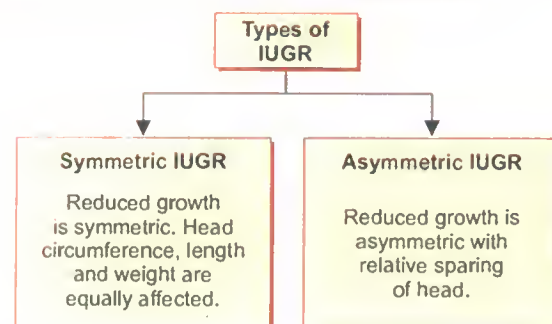 Types of
IUGR
Symmetric IUGR
Reduced growth
is symmetric. Head
circumference, length
and weight are
equally affected.
Asymmetric IUGR
Reduced growth is
asymmetric with
relative sparing
of head.